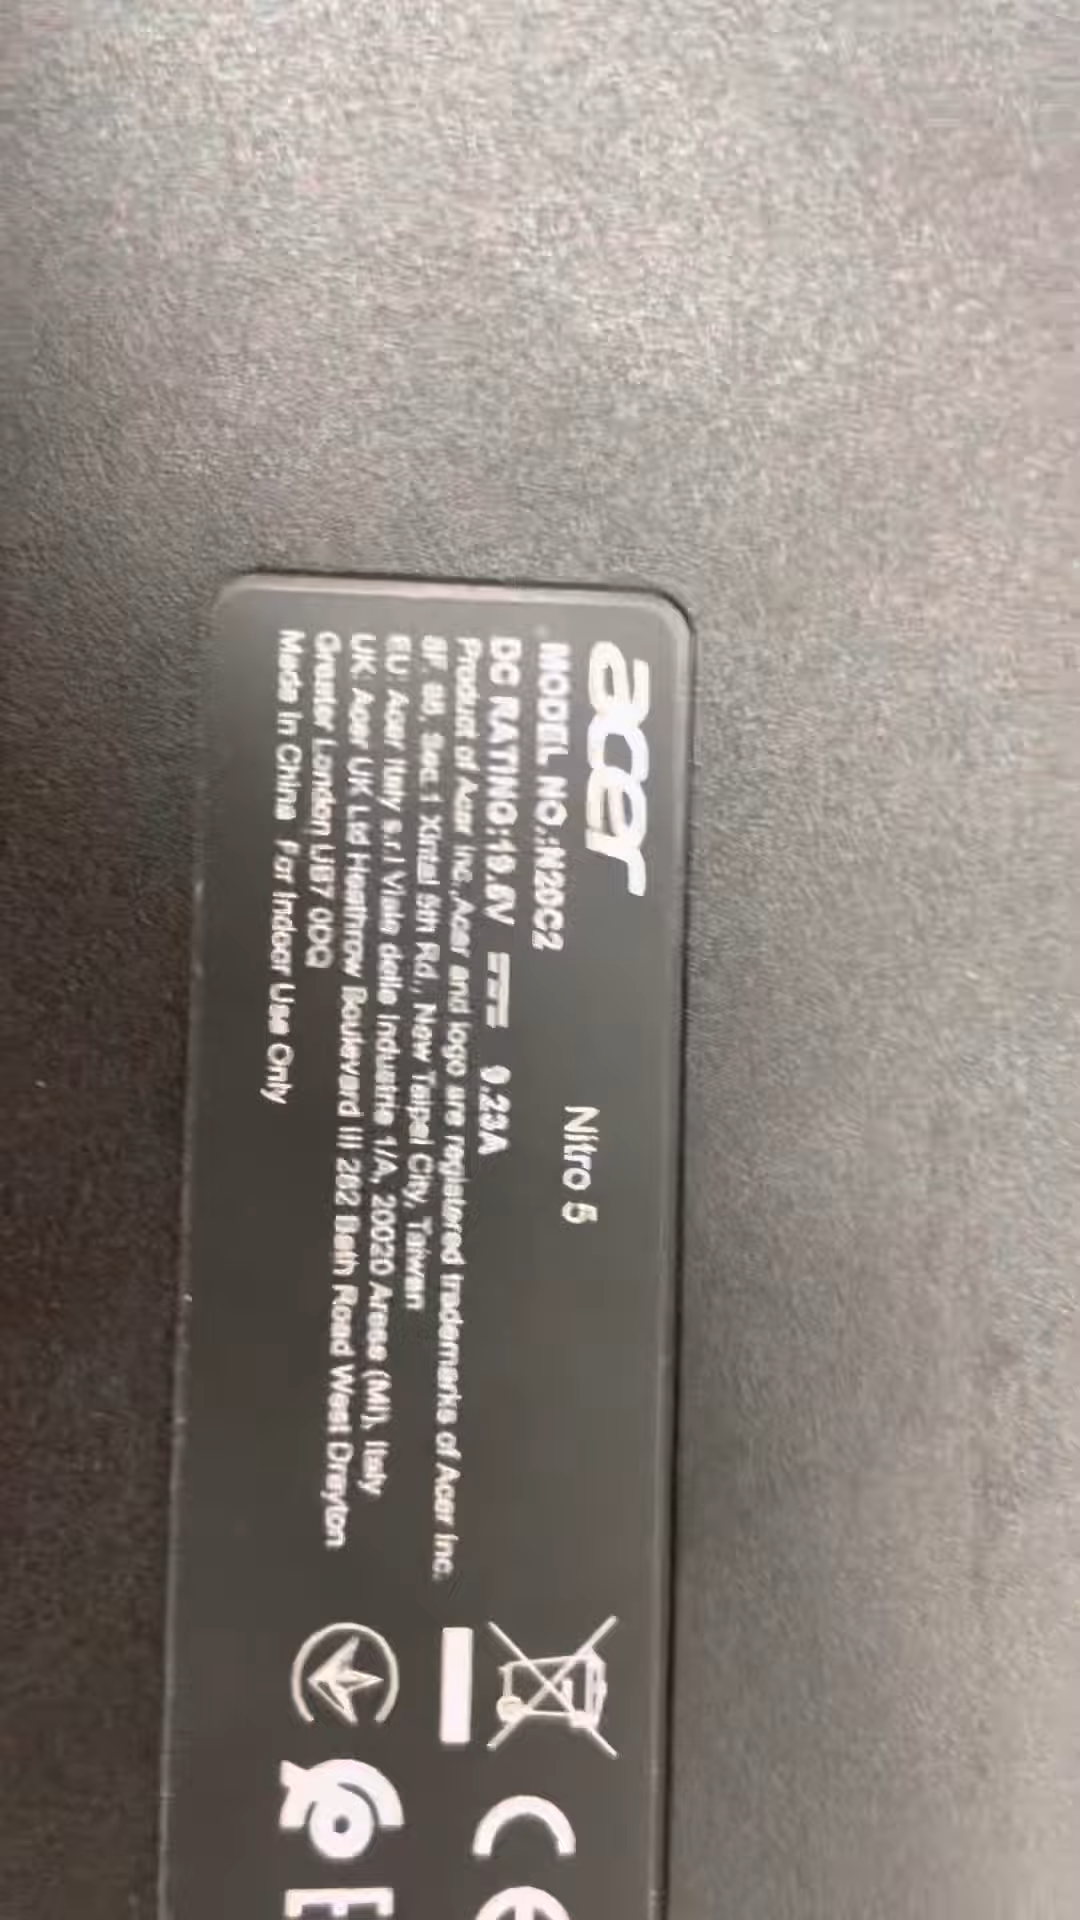 acer
Nitro 5
MODEL NO.:N20C2
DC RATING:19.5V 9.23A
Product of Acer Inc., Acer and logo are registered trademarks of Acer Inc.
8F, 88, Sec.1 Xintai 5th Rd., New Taipei City, Taiwan
EU Acer Italy s.r.l Viale delle Industrie 1/A, 20020 Arese (MI), Italy
UK Acer UK Ltd Heathrow Boulevard III 282 Bath Road West Drayton
Greater London UB7 0DQ
Made In China For Indoor Use Only
CE